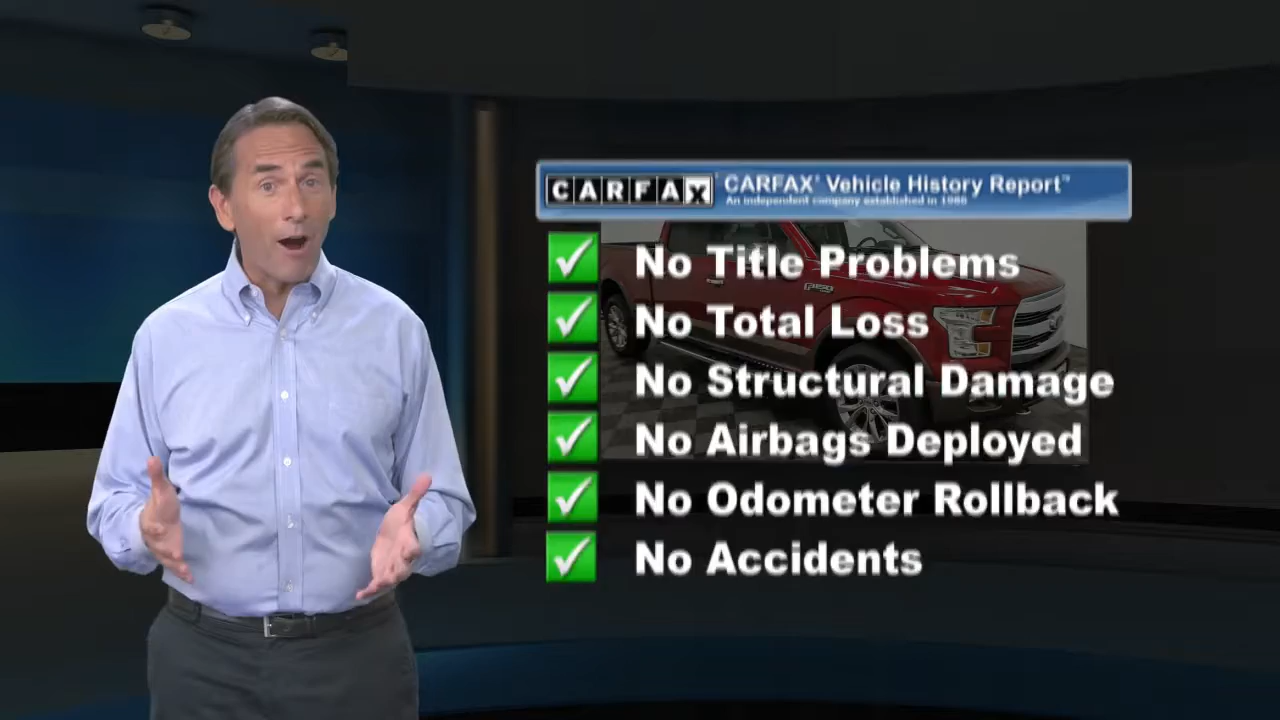 CARFAX
CARFAX® Vehicle History Report™
An independent company established in 1986
No Title Problems
No Total Loss
No Structural Damage
No Airbags Deployed
No Odometer Rollback
No Accidents
F150